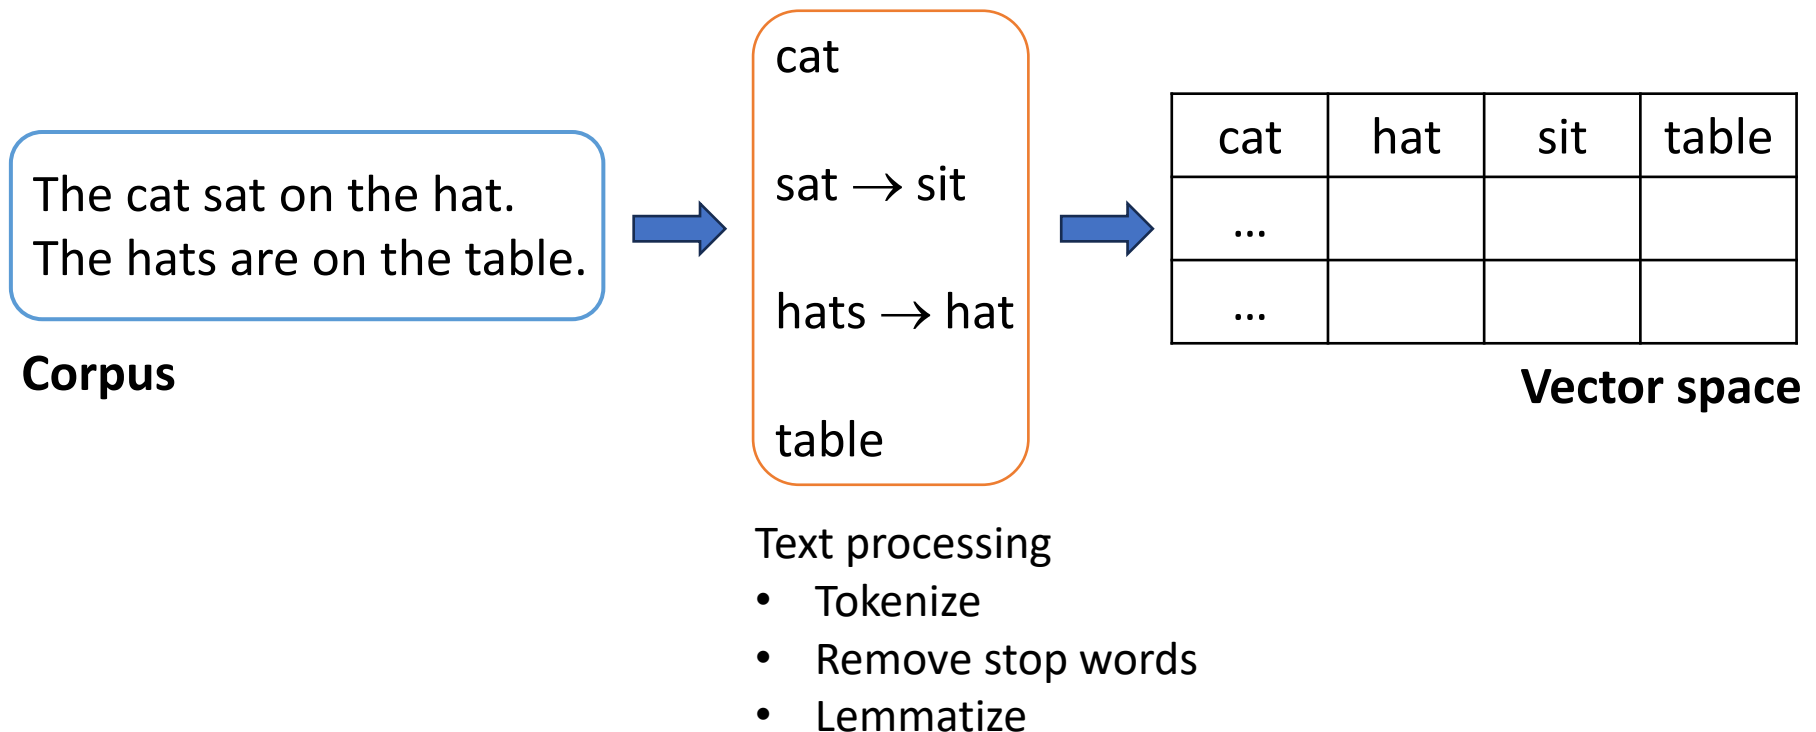 The cat sat on the hat.
The hats are on the table.
Corpus
cat
sat → sit
hats → hat
table
Text processing
• Tokenize
• Remove stop words
• Lemmatize
cat hat sit table
...
...
Vector space